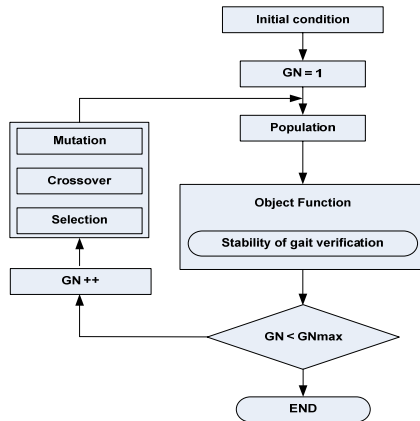 Initial condition
GN = 1
Population
Mutation
Crossover
Selection
Object Function
Stability of gait verification
GN ++
GN < GNmax
END